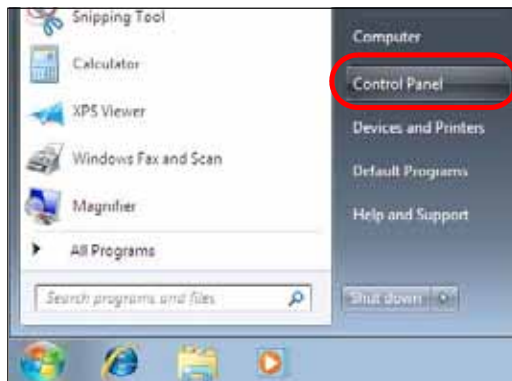 Snipping Tool
Calculator
XPS Viewer
Windows Fax and Scan
Magnifier
All Programs
Search programs and files
Computer
Control Panel
Devices and Printers
Default Programs
Help and Support
Shut down